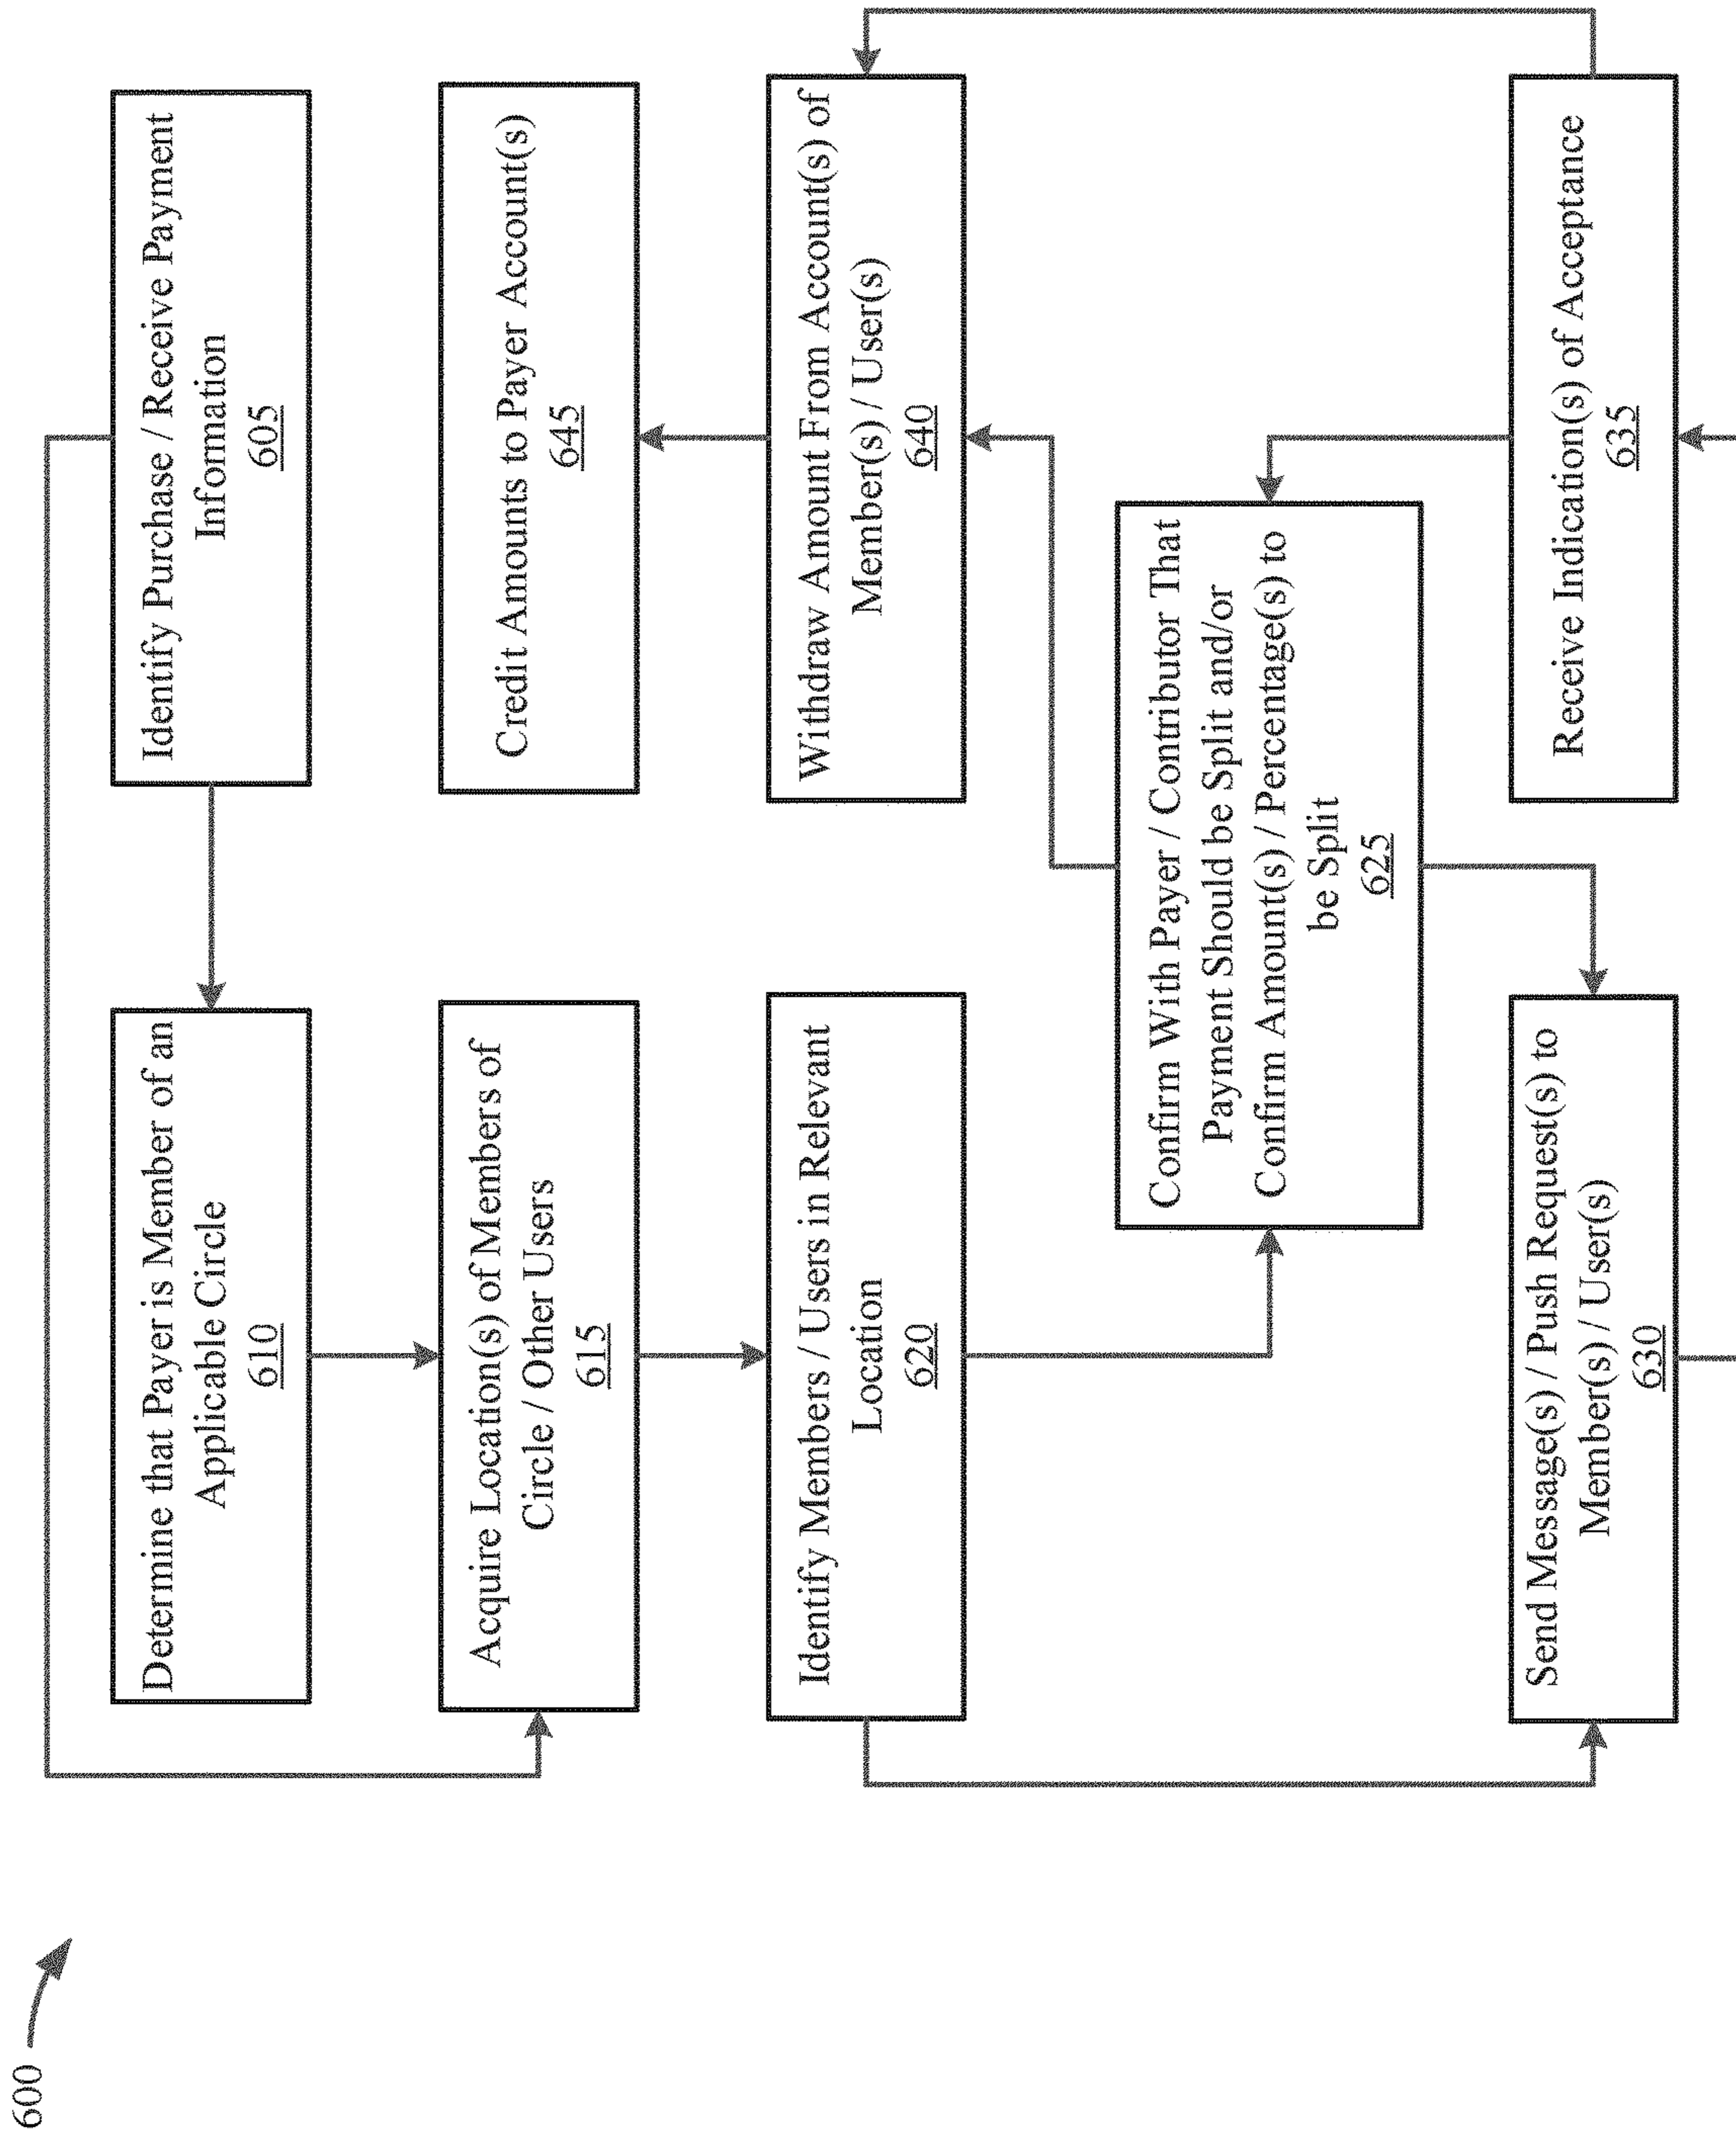 600
Identify Purchase / Receive Payment
Information
605
Determine that Payer is Member of an
Applicable Circle
610
Acquire Location(s) of Members of
Circle / Other Users
615
Identify Members / Users in Relevant
Location
620
Confirm With Payer / Contributor That
Payment Should be Split and/or
Confirm Amount(s) / Percentage(s) to
be Split
625
Send Message(s) / Push Request(s) to
Member(s) / User(s)
630
Receive Indication(s) of Acceptance
635
Withdraw Amount From Account(s) of
Member(s) / User(s)
640
Credit Amounts to Payer Account(s)
645